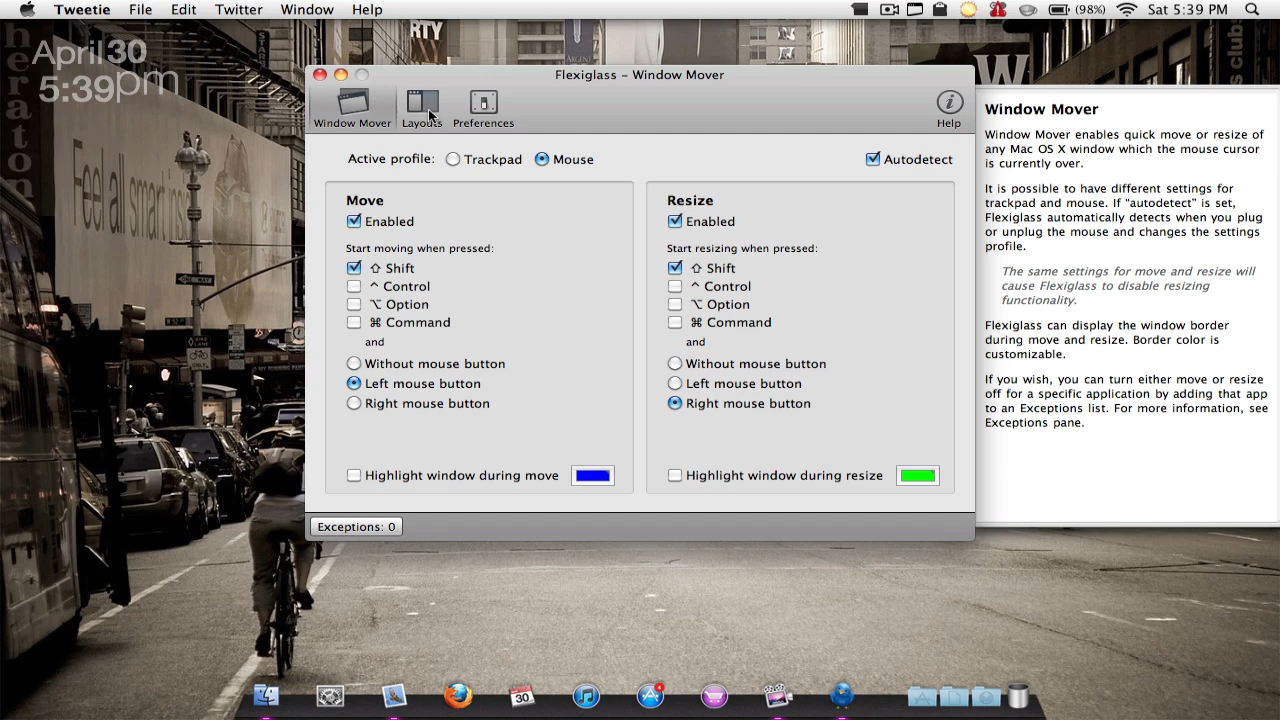 Tweetie File Edit Twitter Window Help
(98%) Sat 5:39 PM
April 30
5:39pm
Flexiglass – Window Mover
Window Mover Layouts Preferences Help
Active profile: Trackpad Mouse Autodetect
Move
Enabled
Start moving when pressed:
⇧ Shift
^ Control
⌥ Option
⌘ Command
and
Without mouse button
Left mouse button
Right mouse button
Highlight window during move
Resize
Enabled
Start resizing when pressed:
⇧ Shift
^ Control
⌥ Option
⌘ Command
and
Without mouse button
Left mouse button
Right mouse button
Highlight window during resize
Exceptions: 0
Window Mover
Window Mover enables quick move or resize of
any Mac OS X window which the mouse cursor
is currently over.
It is possible to have different settings for
trackpad and mouse. If “autodetect” is set,
Flexiglass automatically detects when you plug
or unplug the mouse and changes the settings
profile.
The same settings for move and resize will
cause Flexiglass to disable resizing
functionality.
Flexiglass can display the window border
during move and resize. Border color is
customizable.
If you wish, you can turn either move or resize
off for a specific application by adding that app
to an Exceptions list. For more information, see
Exceptions pane.
Feel all smart ins
RTY
W
clubs
ONE WAY
BIKE
LANE
30